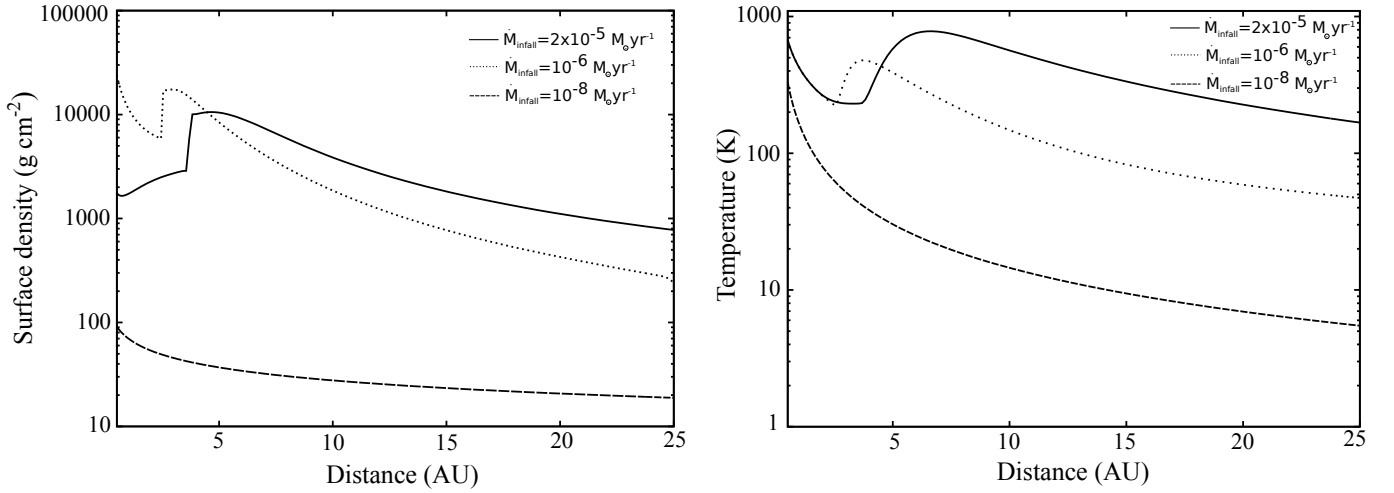 100000
10000
1000
100
10
5
10
15
20
25
Surface density (g cm⁻²)
Distance (AU)
Ṁinfall=2x10⁻⁵ M⊙yr⁻¹
Ṁinfall=10⁻⁶ M⊙yr⁻¹
Ṁinfall=10⁻⁸ M⊙yr⁻¹
1000
100
10
1
5
10
15
20
25
Temperature (K)
Distance (AU)
Ṁinfall=2x10⁻⁵ M⊙yr⁻¹
Ṁinfall=10⁻⁶ M⊙yr⁻¹
Ṁinfall=10⁻⁸ M⊙yr⁻¹